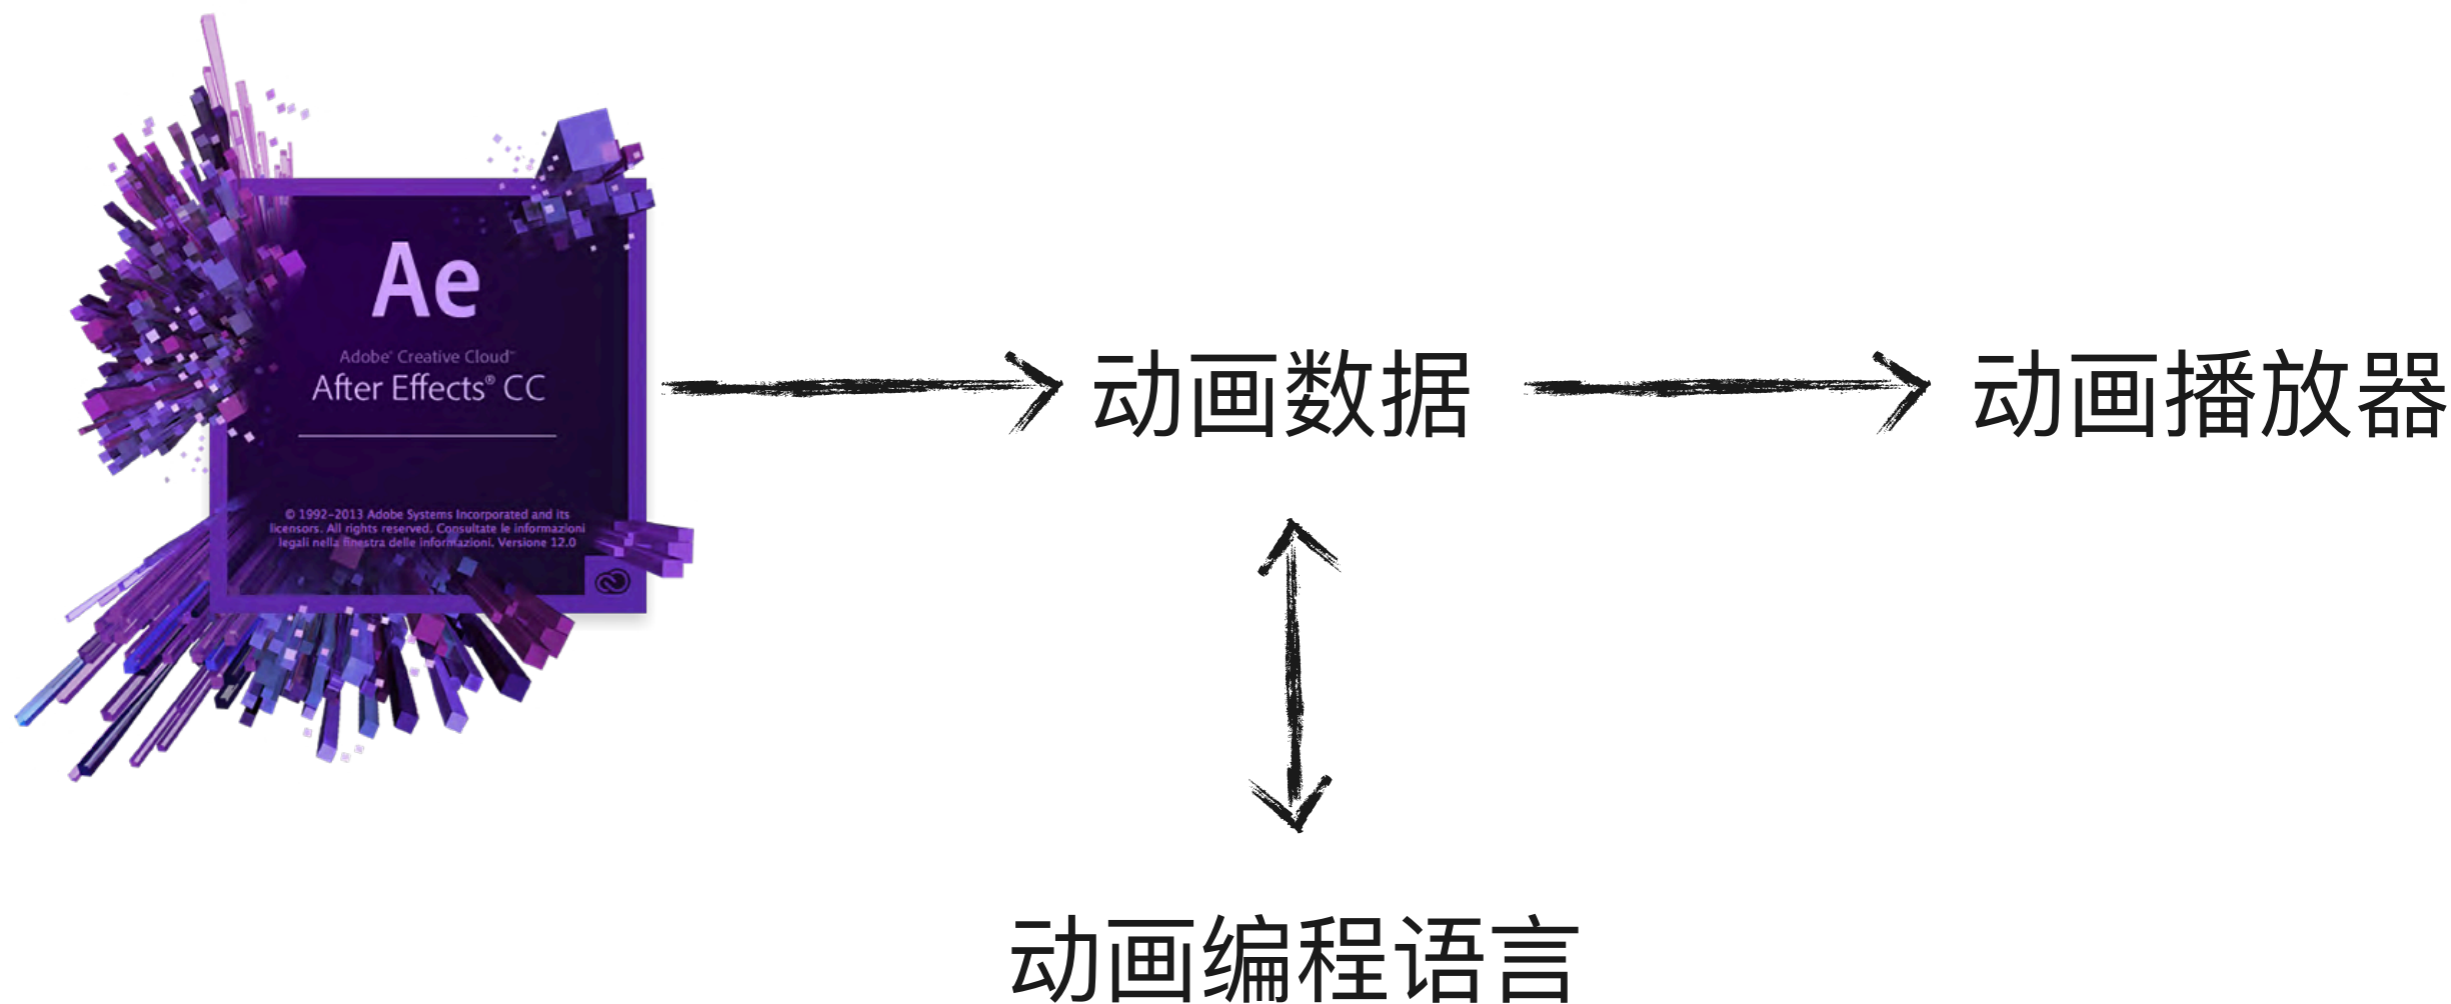 Ae
Adobe® Creative Cloud™
After Effects® CC
© 1992–2013 Adobe Systems Incorporated and its
licensors. All rights reserved. Consultate le informazioni
legali nella finestra delle informazioni. Versione 12.0
动画数据
动画播放器
动画编程语言